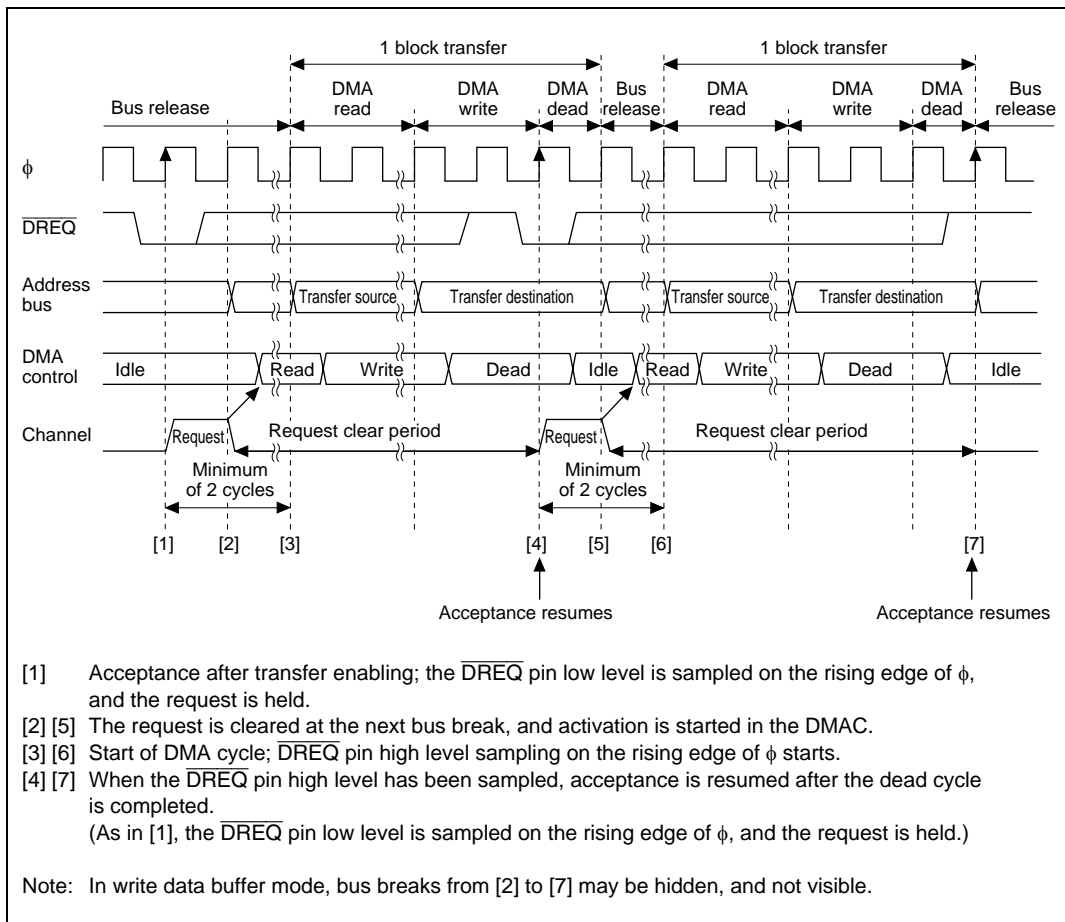 1 block transfer 1 block transfer
Bus release DMA read DMA write DMA dead Bus release DMA read DMA write DMA dead Bus release
ϕ
DREQ
Address bus Transfer source Transfer destination Transfer source Transfer destination
DMA control Idle Read Write Dead Idle Read Write Dead Idle
Channel Request Request clear period Request Request clear period
Minimum of 2 cycles Minimum of 2 cycles
[1] [2] [3] [4] [5] [6] [7]
Acceptance resumes Acceptance resumes
[1] Acceptance after transfer enabling; the DREQ pin low level is sampled on the rising edge of ϕ,
and the request is held.
[2] [5] The request is cleared at the next bus break, and activation is started in the DMAC.
[3] [6] Start of DMA cycle; DREQ pin high level sampling on the rising edge of ϕ starts.
[4] [7] When the DREQ pin high level has been sampled, acceptance is resumed after the dead cycle
is completed.
(As in [1], the DREQ pin low level is sampled on the rising edge of ϕ, and the request is held.)
Note: In write data buffer mode, bus breaks from [2] to [7] may be hidden, and not visible.